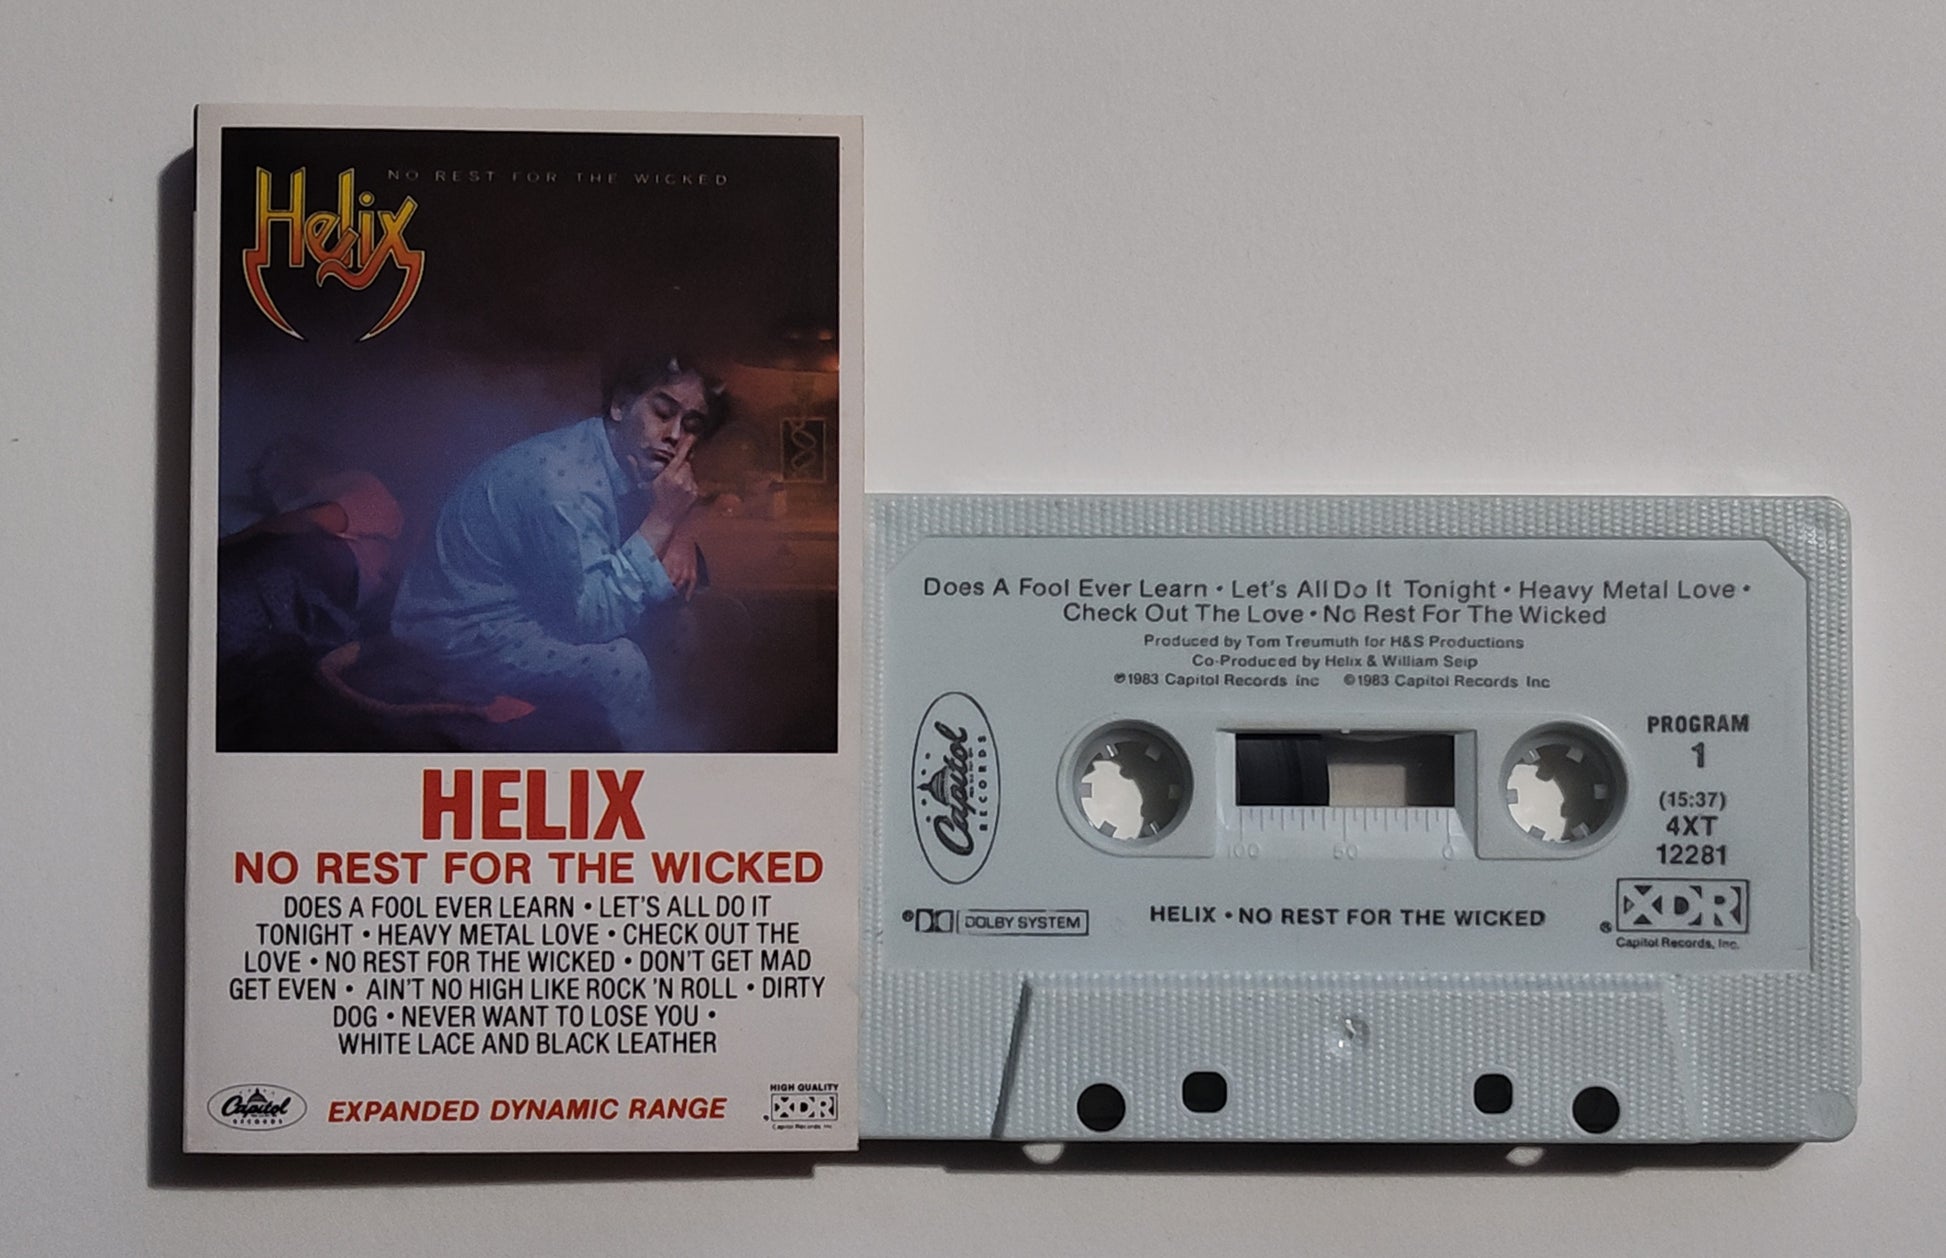 Helix
NO REST FOR THE WICKED
HELIX
NO REST FOR THE WICKED
DOES A FOOL EVER LEARN • LET'S ALL DO IT
TONIGHT • HEAVY METAL LOVE • CHECK OUT THE
LOVE • NO REST FOR THE WICKED • DON'T GET MAD
GET EVEN • AIN'T NO HIGH LIKE ROCK 'N ROLL • DIRTY
DOG • NEVER WANT TO LOSE YOU •
WHITE LACE AND BLACK LEATHER
Capitol
RECORDS
EXPANDED DYNAMIC RANGE
HIGH QUALITY
XDR
Capitol Records, Inc.
Does A Fool Ever Learn • Let's All Do It Tonight • Heavy Metal Love •
Check Out The Love • No Rest For The Wicked
Produced by Tom Treumuth for H&S Productions
Co-Produced by Helix & William Seip
℗1983 Capitol Records Inc ©1983 Capitol Records Inc
Capitol
RECORDS
PROGRAM
1
(15:37)
4XT
12281
100 50 0
® DOLBY SYSTEM
HELIX • NO REST FOR THE WICKED
® XDR
Capitol Records, Inc.